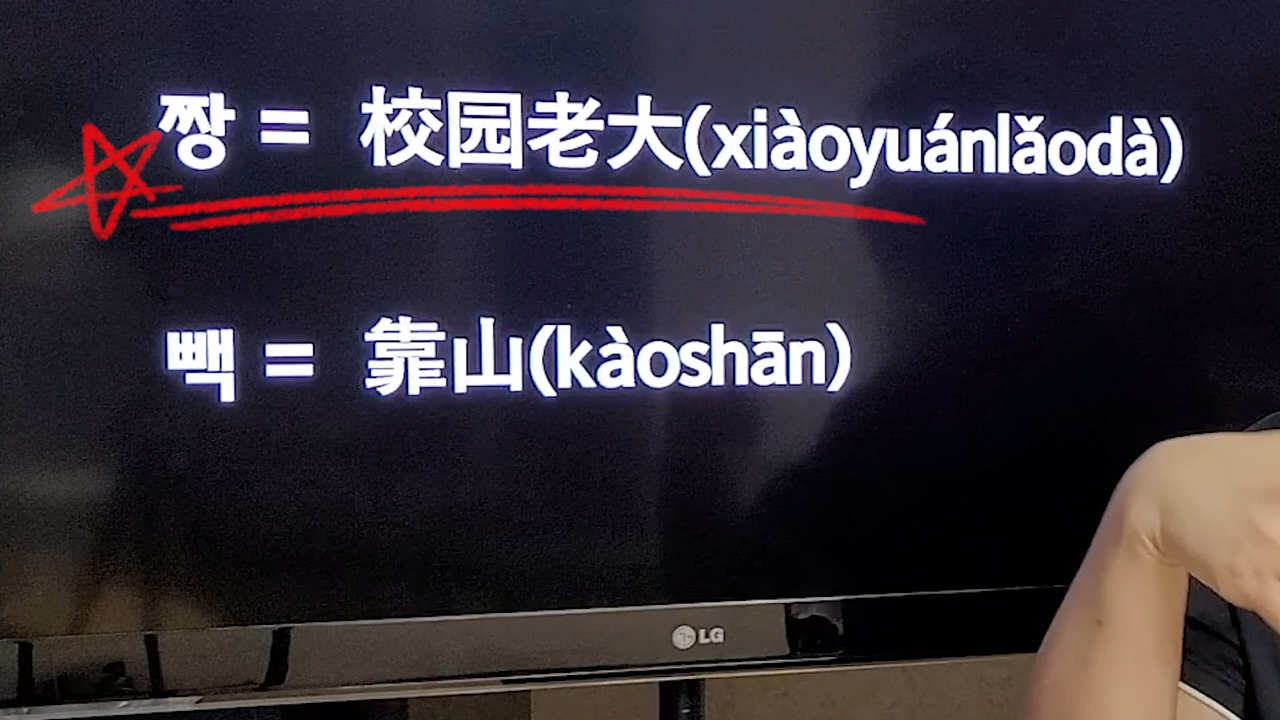 짱 = 校园老大(xiàoyuánlǎodà)
빽 = 靠山(kàoshān)
LG